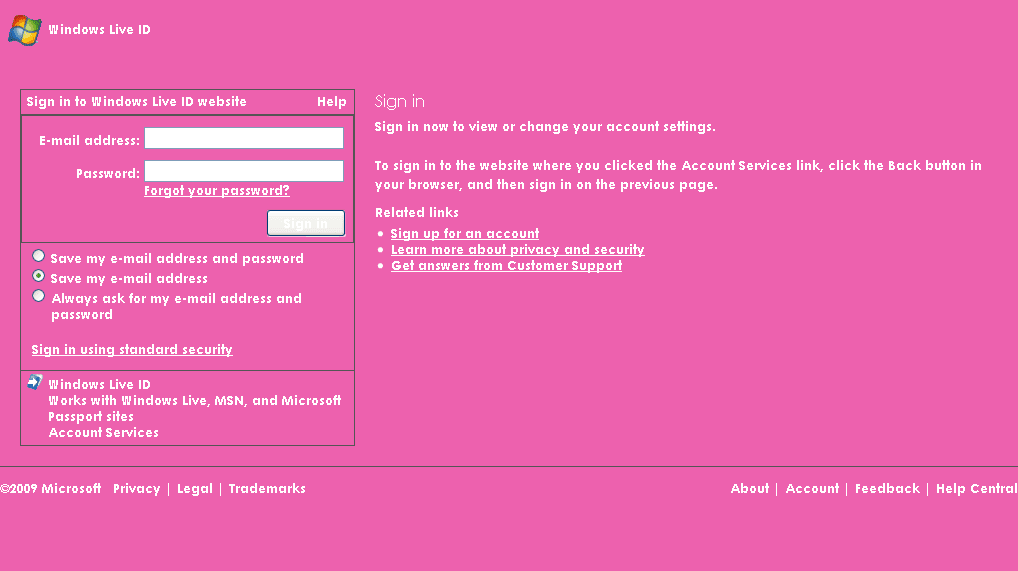 Windows Live ID
Sign in to Windows Live ID website Help
E-mail address:
Password:
Forgot your password?
Sign in
Save my e-mail address and password
Save my e-mail address
Always ask for my e-mail address and
password
Sign in using standard security
Windows Live ID
Works with Windows Live, MSN, and Microsoft
Passport sites
Account Services
Sign in
Sign in now to view or change your account settings.
To sign in to the website where you clicked the Account Services link, click the Back button in
your browser, and then sign in on the previous page.
Related links
• Sign up for an account
• Learn more about privacy and security
• Get answers from Customer Support
©2009 Microsoft Privacy | Legal | Trademarks
About | Account | Feedback | Help Central